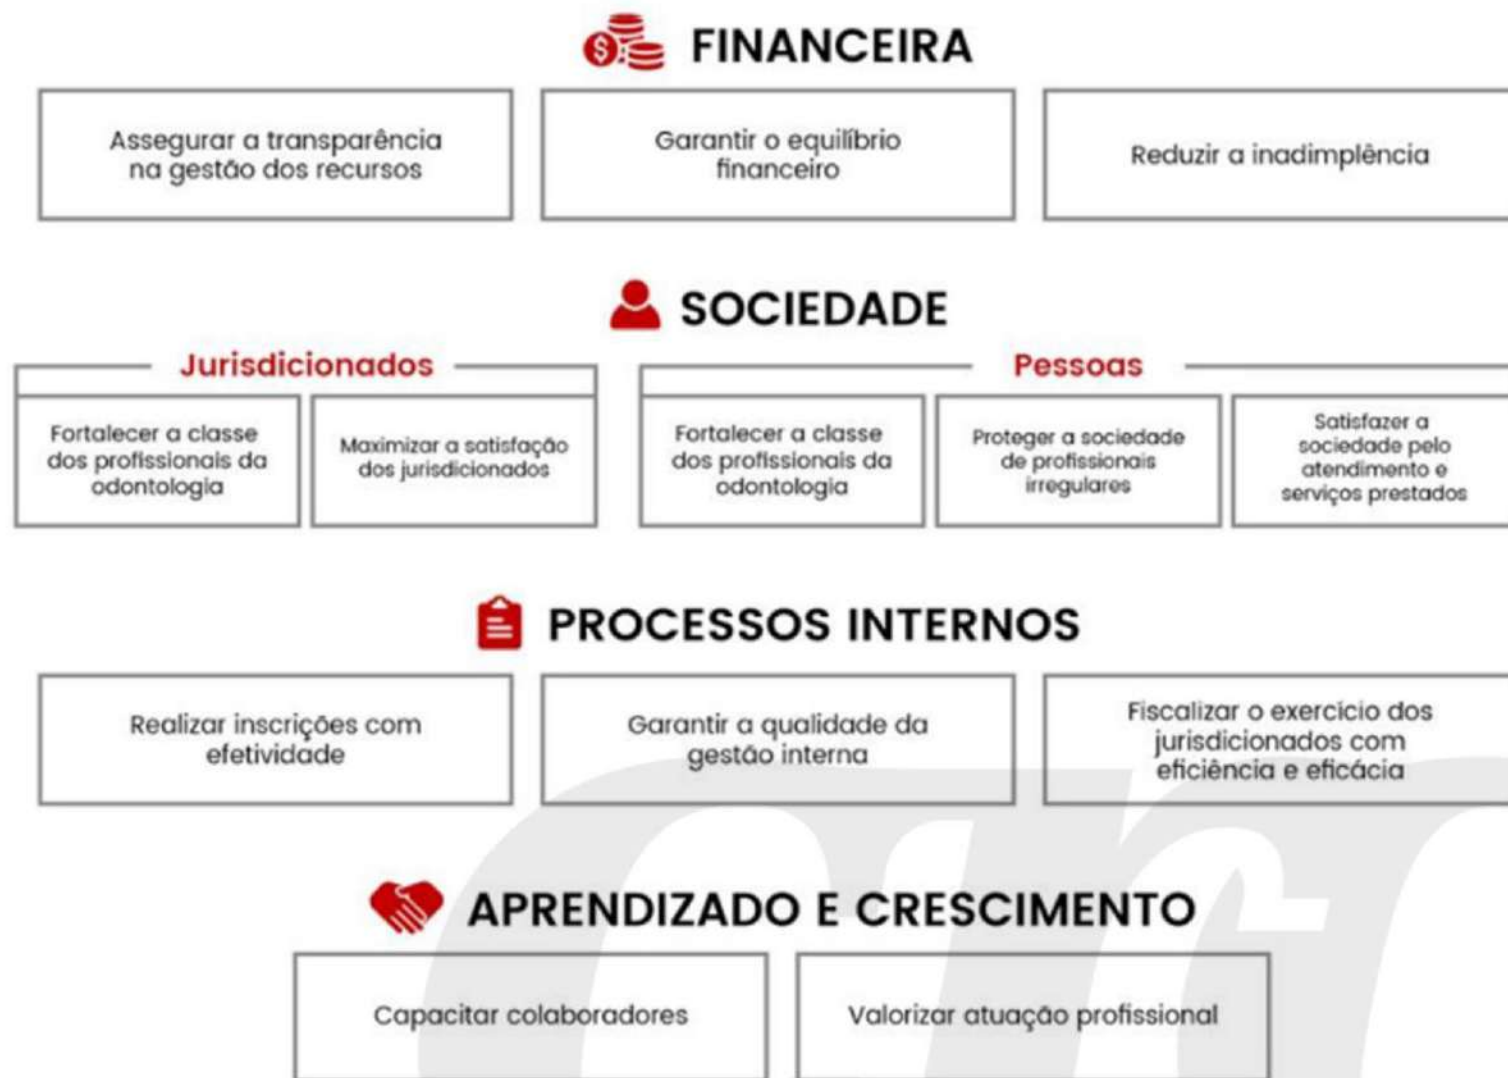 FINANCEIRA
Assegurar a transparência
na gestão dos recursos
Garantir o equilíbrio
financeiro
Reduzir a inadimplência
SOCIEDADE
Jurisdicionados
Fortalecer a classe
dos profissionais da
odontologia
Maximizar a satisfação
dos jurisdicionados
Pessoas
Fortalecer a classe
dos profissionais da
odontologia
Proteger a sociedade
de profissionais
irregulares
Satisfazer a
sociedade pelo
atendimento e
serviços prestados
PROCESSOS INTERNOS
Realizar inscrições com
efetividade
Garantir a qualidade da
gestão interna
Fiscalizar o exercício dos
jurisdicionados com
eficiência e eficácia
APRENDIZADO E CRESCIMENTO
Capacitar colaboradores
Valorizar atuação profissional